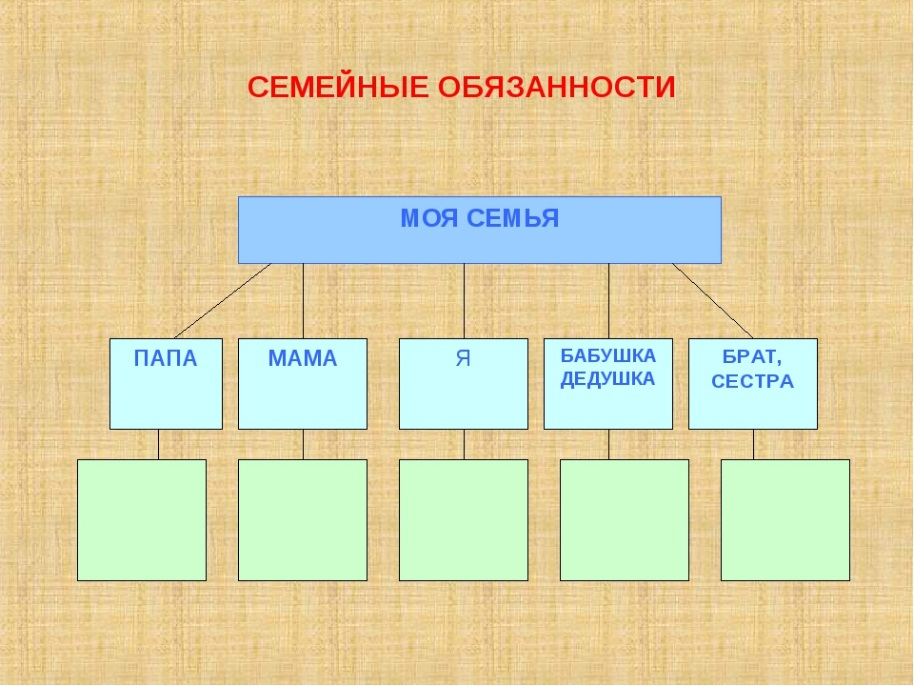 СЕМЕЙНЫЕ ОБЯЗАННОСТИ
МОЯ СЕМЬЯ
ПАПА
МАМА
Я
БАБУШКА
ДЕДУШКА
БРАТ,
СЕСТРА